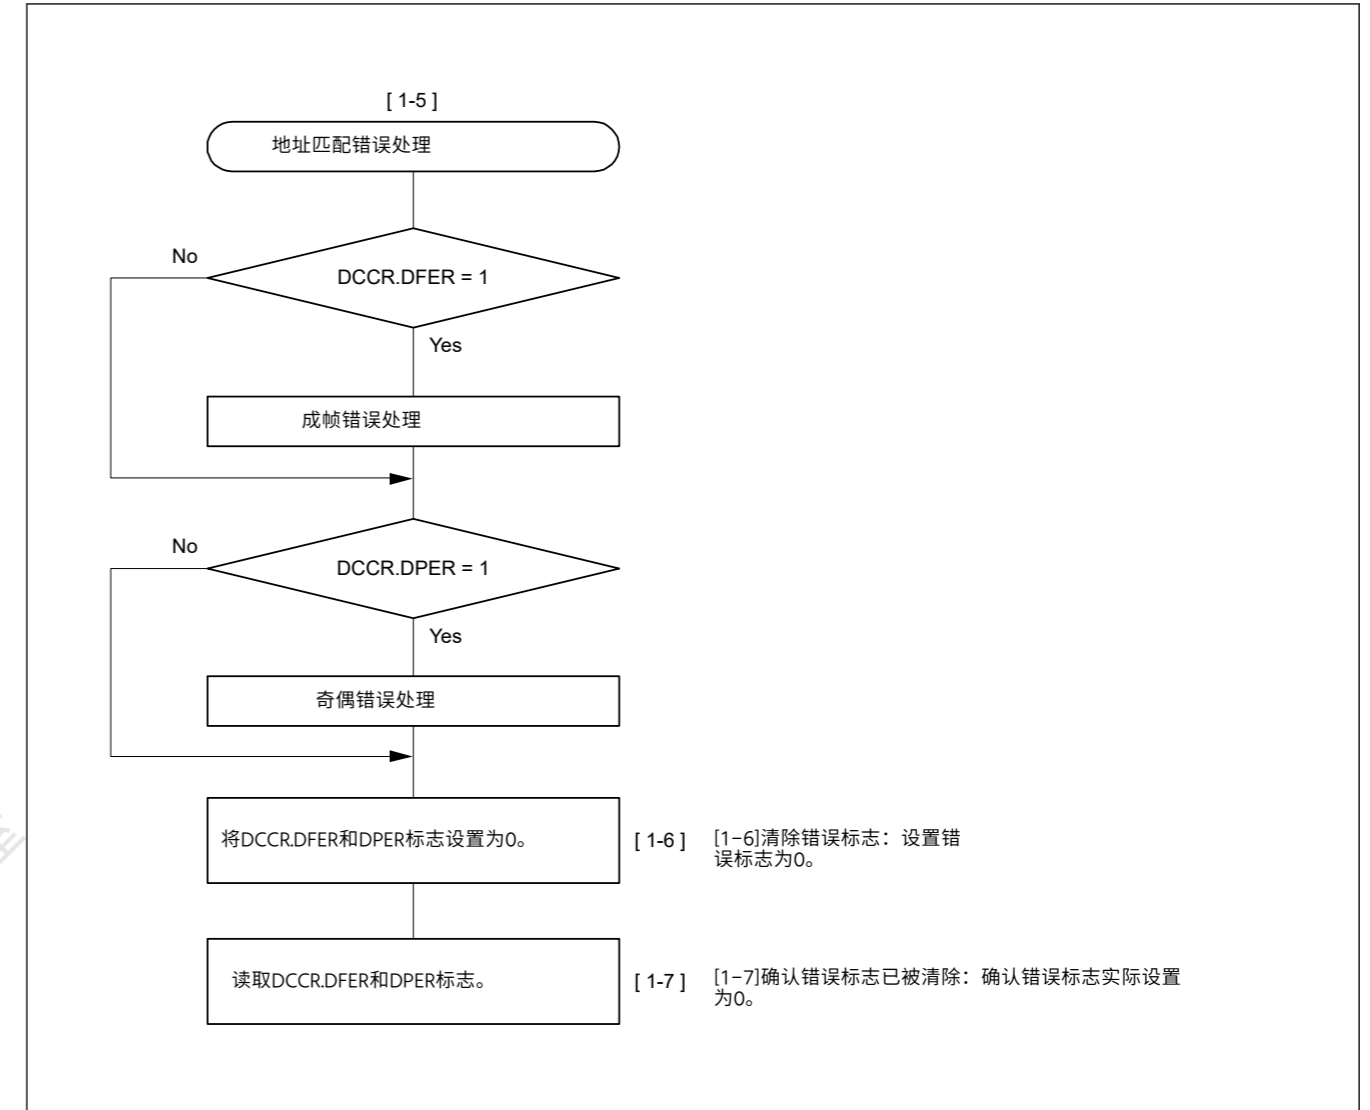 [ 1-5 ]
地址匹配错误处理
No
DCCR.DFER = 1
Yes
成帧错误处理
No
DCCR.DPER = 1
Yes
奇偶错误处理
将DCCR.DFER和DPER标志设置为0。
[ 1-6 ]
[1-6]清除错误标志：设置错
误标志为0。
读取DCCR.DFER和DPER标志。
[ 1-7 ]
[1-7]确认错误标志已被清除：确认错误标志实际设置
为0。